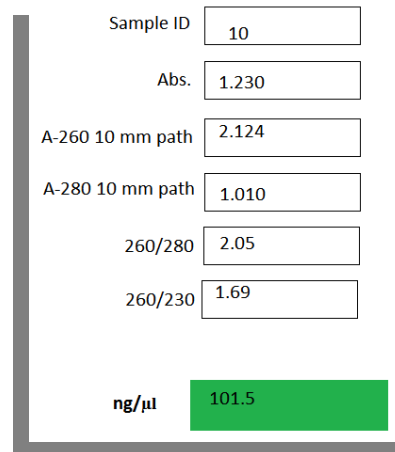 Sample ID 10
Abs. 1.230
A-260 10 mm path 2.124
A-280 10 mm path 1.010
260/280 2.05
260/230 1.69
ng/µl 101.5